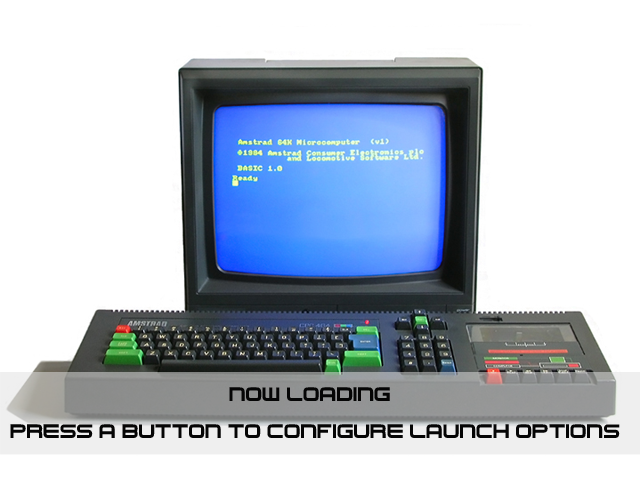 Amstrad 64K Microcomputer (v1)
©1984 Amstrad Consumer Electronics plc
and Locomotive Software Ltd.
BASIC 1.0
Ready
AMSTRAD
NOW LOADING
PRESS A BUTTON TO CONFIGURE LAUNCH OPTIONS